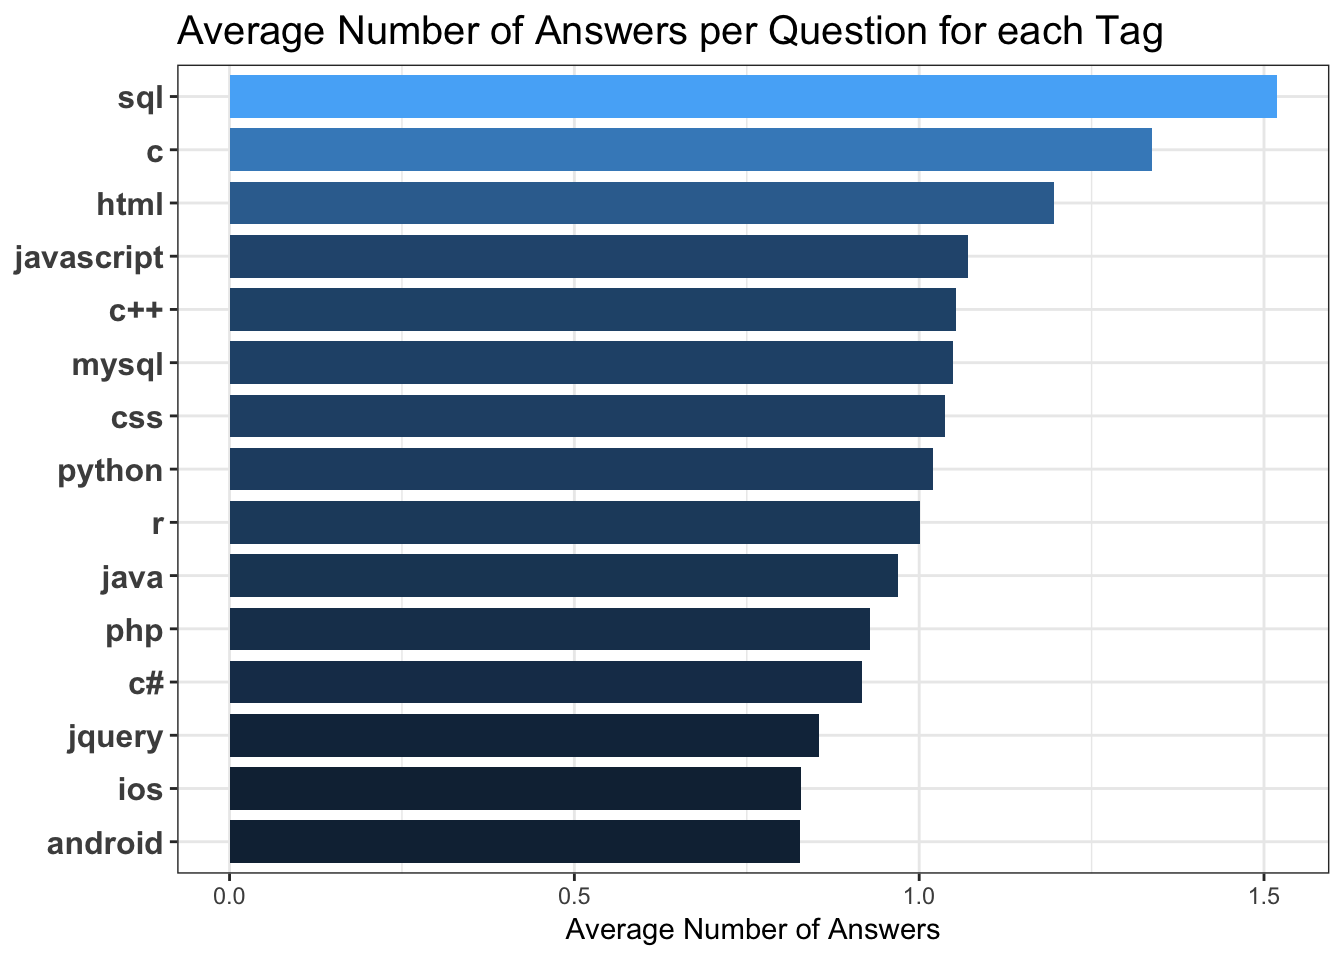 Average Number of Answers per Question for each Tag
sql
c
html
javascript
c++
mysql
css
python
r
java
php
c#
jquery
ios
android
0.0 0.5 1.0 1.5
Average Number of Answers